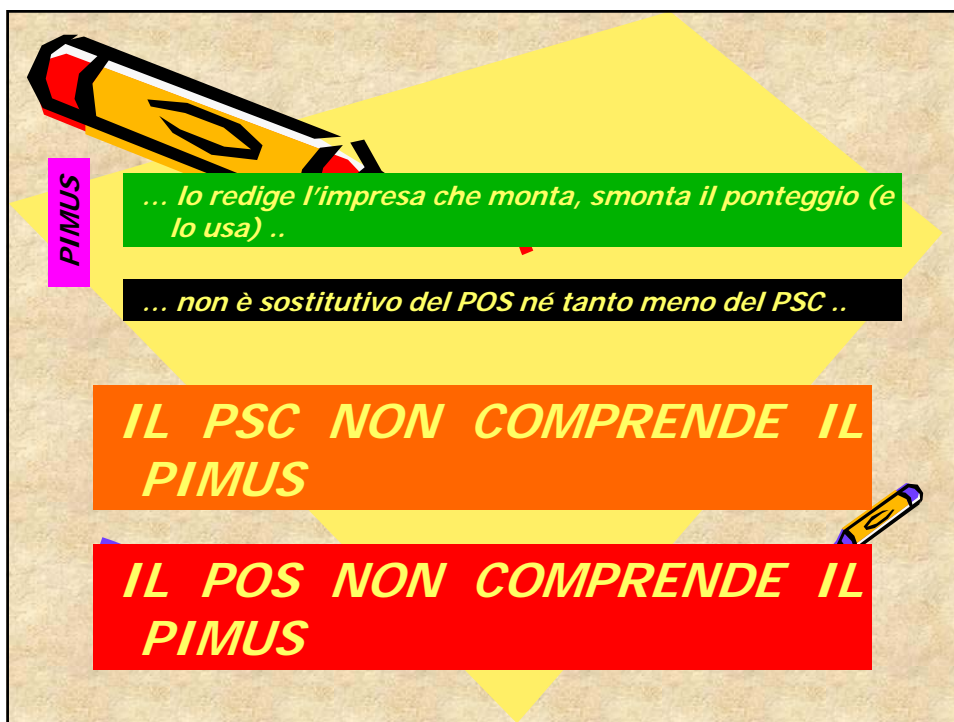 PIMUS
... lo redige l'impresa che monta, smonta il ponteggio (e
lo usa) ..
... non è sostitutivo del POS né tanto meno del PSC ..
IL PSC NON COMPRENDE IL
PIMUS
IL POS NON COMPRENDE IL
PIMUS